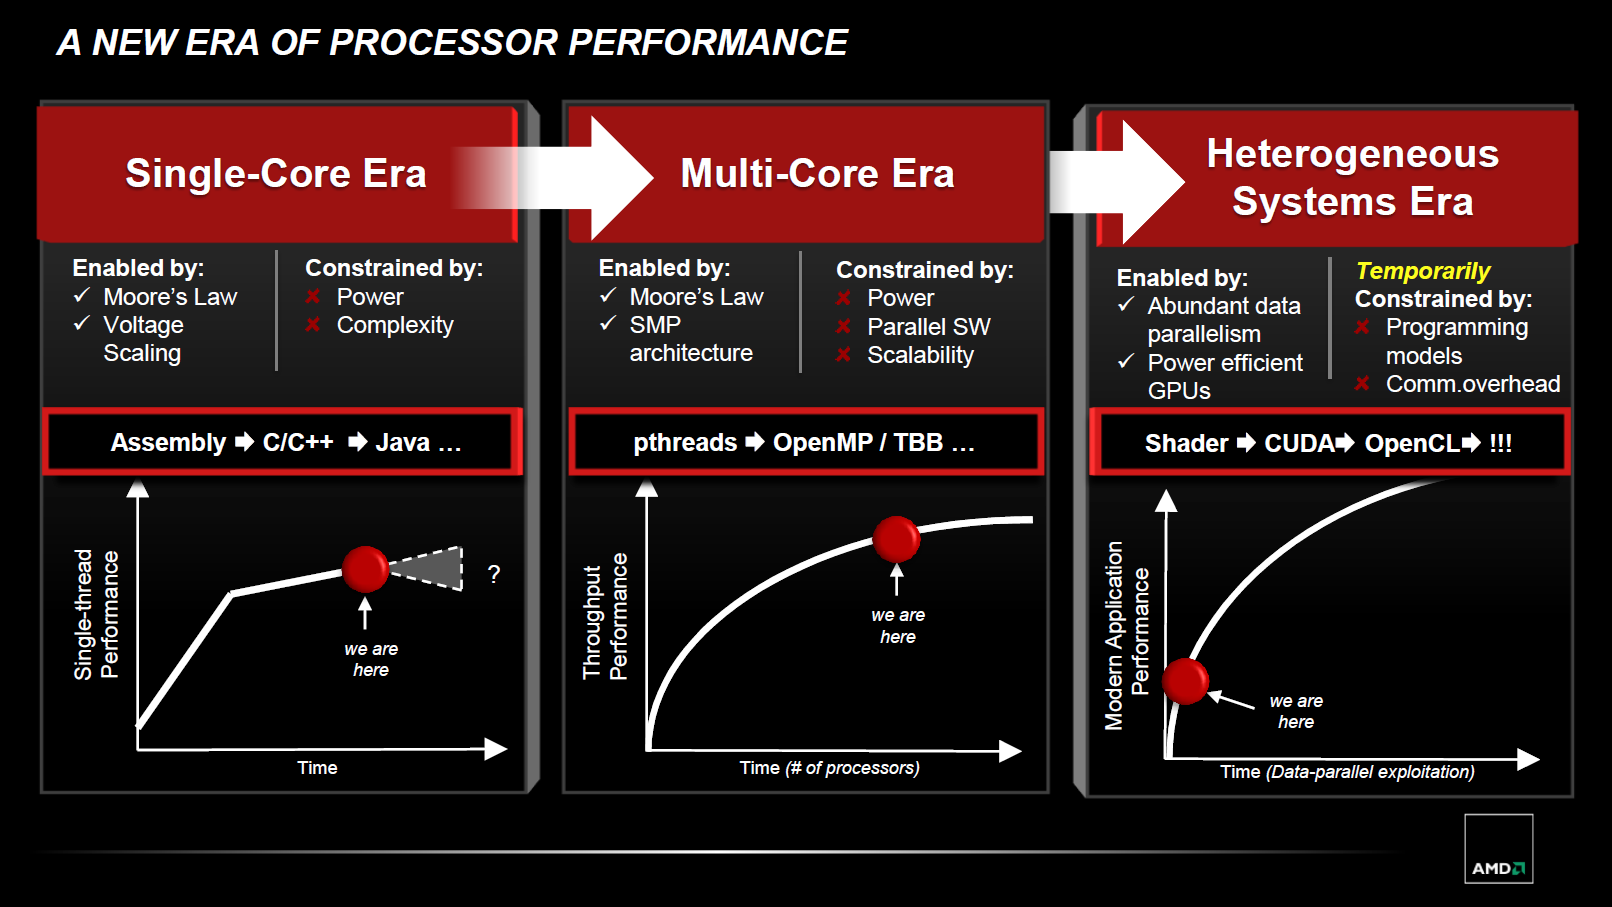 A NEW ERA OF PROCESSOR PERFORMANCE
Single-Core Era
Enabled by:
Moore's Law
Voltage
Scaling
Constrained by:
Power
Complexity
Assembly → C/C++ → Java …
Single-thread
Performance
?
we are
here
Time
Multi-Core Era
Enabled by:
Moore's Law
SMP
architecture
Constrained by:
Power
Parallel SW
Scalability
pthreads → OpenMP / TBB …
Throughput
Performance
we are
here
Time (# of processors)
Heterogeneous
Systems Era
Enabled by:
Abundant data
parallelism
Power efficient
GPUs
Temporarily
Constrained by:
Programming
models
Comm.overhead
Shader → CUDA→ OpenCL→ !!!
Modern Application
Performance
we are
here
Time (Data-parallel exploitation)
AMD